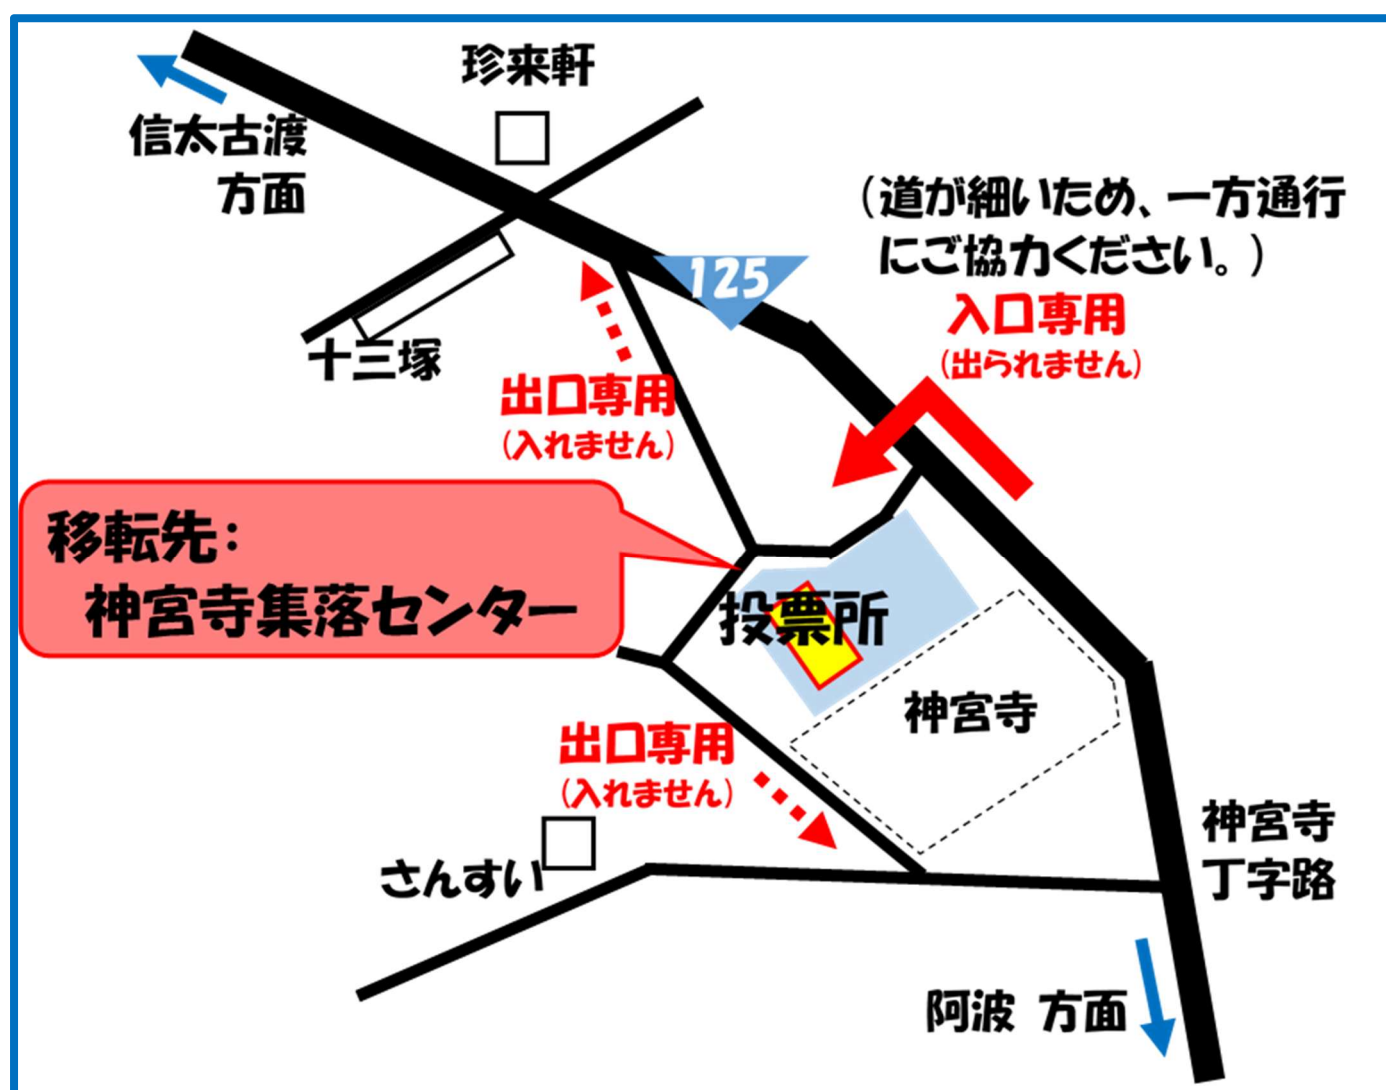 珍来軒
信太古渡
方面
(道が細いため、一方通行
にご協力ください。)
125
入口専用
(出られません)
十三塚
出口専用
(入れません)
移転先:
神宮寺集落センター
投票所
神宮寺
出口専用
(入れません)
神宮寺
丁字路
さんすい
阿波 方面